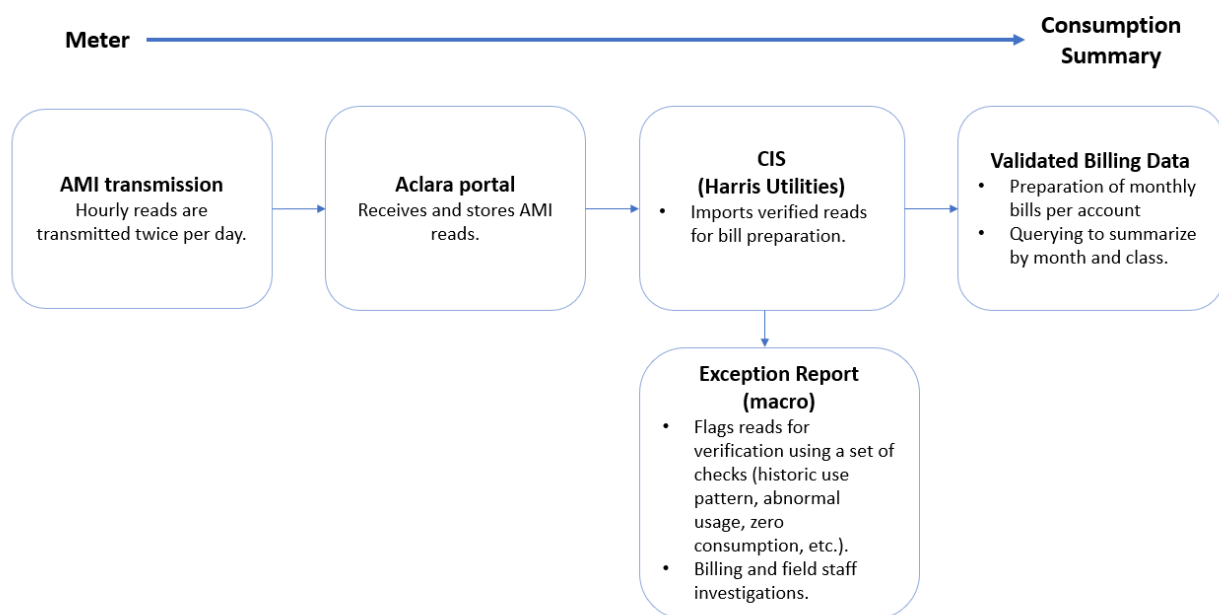 Meter
Consumption
Summary
AMI transmission
Hourly reads are
transmitted twice per day.
Aclara portal
Receives and stores AMI
reads.
CIS
(Harris Utilities)
• Imports verified reads
for bill preparation.
Validated Billing Data
• Preparation of monthly
bills per account
• Querying to summarize
by month and class.
Exception Report
(macro)
• Flags reads for
verification using a set of
checks (historic use
pattern, abnormal
usage, zero
consumption, etc.).
• Billing and field staff
investigations.